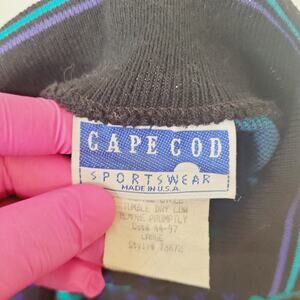 CAPE COD
SPORTSWEAR
MADE IN U.S.A.
TUMBLE DRY LOW
REMOVE PROMPTLY
LARGE